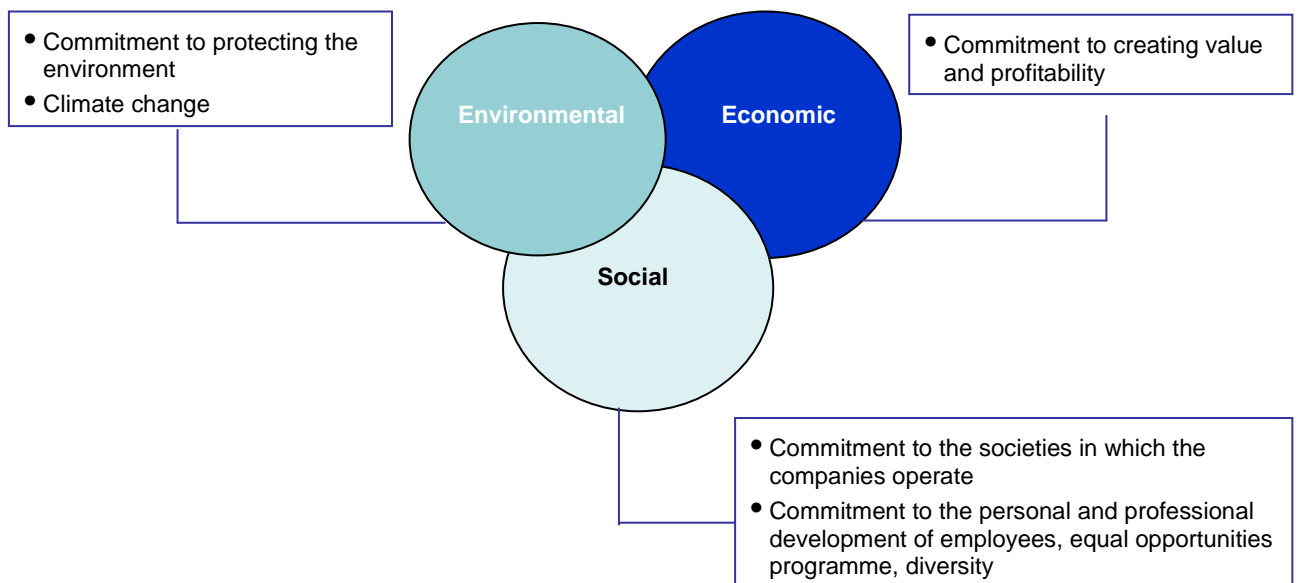 • Commitment to protecting the
environment
• Climate change
Environmental
Economic
• Commitment to creating value
and profitability
Social
• Commitment to the societies in which the
companies operate
• Commitment to the personal and professional
development of employees, equal opportunities
programme, diversity